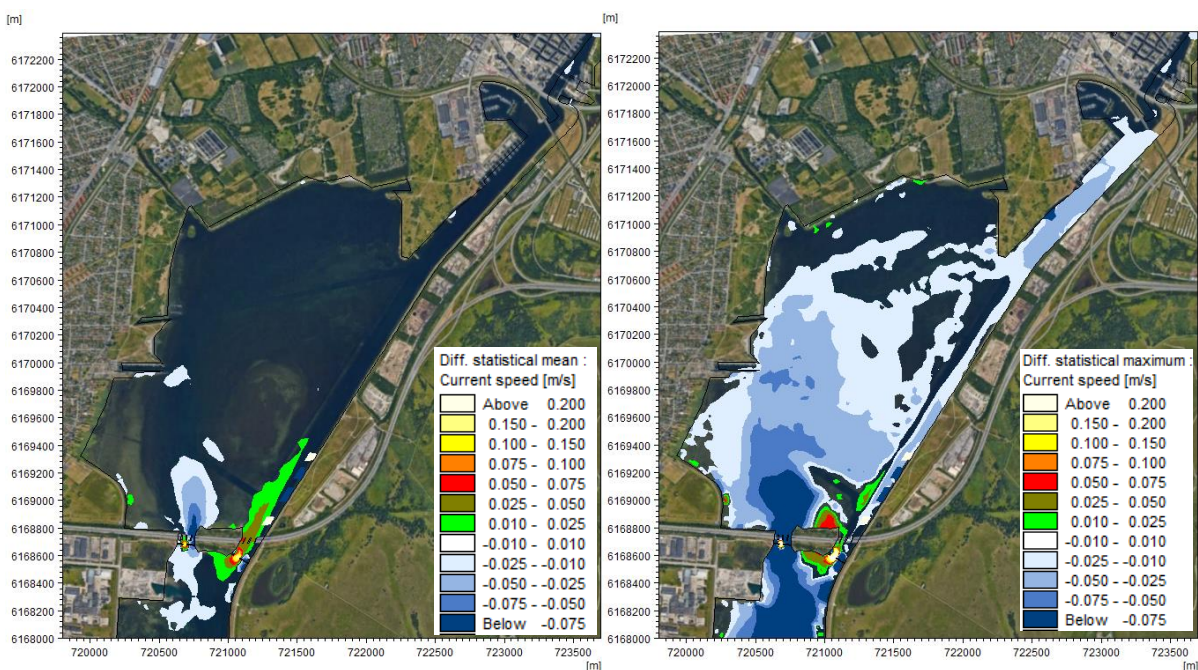 [m]
6172200
6172000
6171800
6171600
6171400
6171200
6171000
6170800
6170600
6170400
6170200
6170000
6169800
6169600
6169400
6169200
6169000
6168800
6168600
6168400
6168200
6168000
Diff. statistical mean :
Current speed [m/s]
Above 0.200
0.150 - 0.200
0.100 - 0.150
0.075 - 0.100
0.050 - 0.075
0.025 - 0.050
0.010 - 0.025
-0.010 - 0.010
-0.025 - -0.010
-0.050 - -0.025
-0.075 - -0.050
Below -0.075
720000 720500 721000 721500 722000 722500 723000 723500
[m]
[m]
6172200
6172000
6171800
6171600
6171400
6171200
6171000
6170800
6170600
6170400
6170200
6170000
6169800
6169600
6169400
6169200
6169000
6168800
6168600
6168400
6168200
6168000
Diff. statistical maximum :
Current speed [m/s]
Above 0.200
0.150 - 0.200
0.100 - 0.150
0.075 - 0.100
0.050 - 0.075
0.025 - 0.050
0.010 - 0.025
-0.010 - 0.010
-0.025 - -0.010
-0.050 - -0.025
-0.075 - -0.050
Below -0.075
720000 720500 721000 721500 722000 722500 723000 723500
[m]